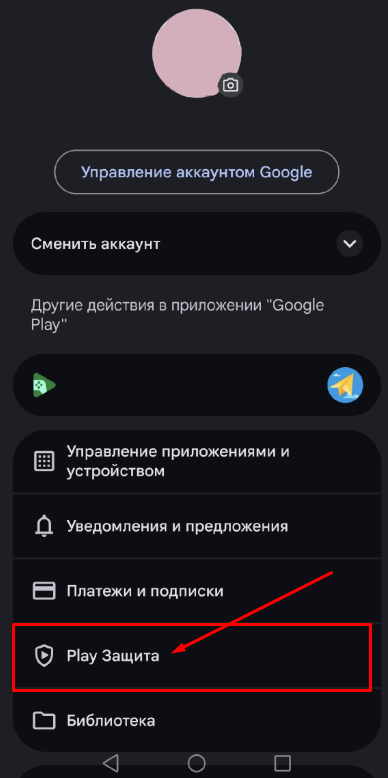 Управление аккаунтом Google
Сменить аккаунт
Другие действия в приложении "Google
Play"
Управление приложениями и
устройством
Уведомления и предложения
Платежи и подписки
Play Защита
Библиотека